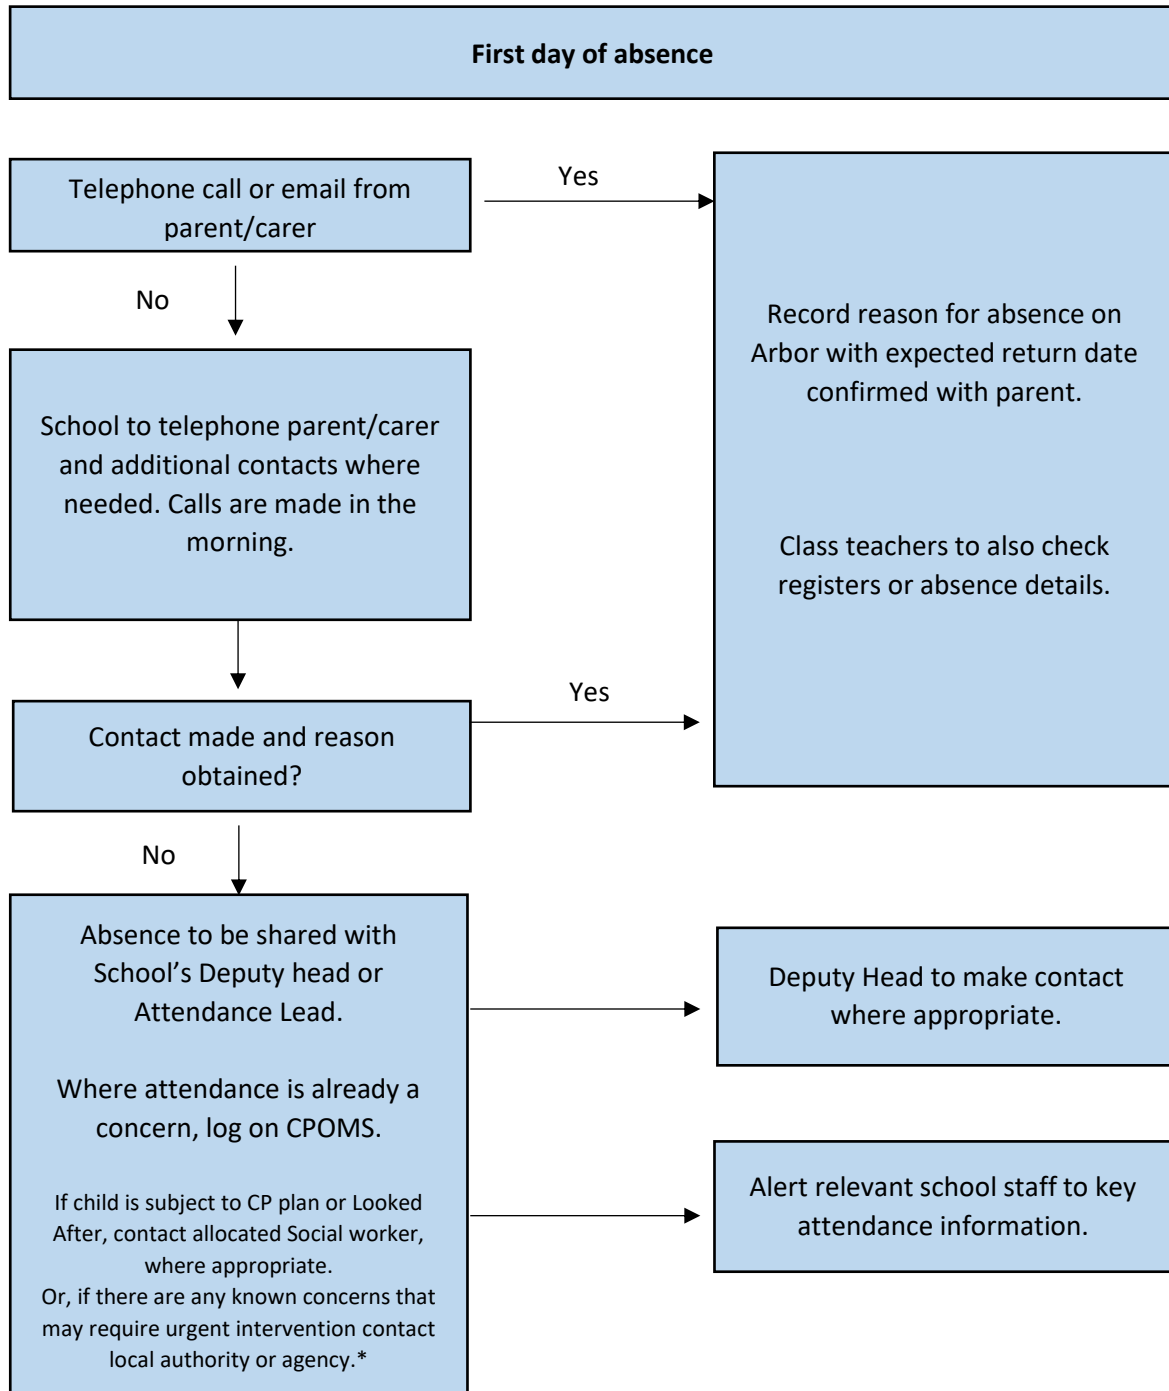 First day of absence
Telephone call or email from
parent/carer
Yes
No
School to telephone parent/carer
and additional contacts where
needed. Calls are made in the
morning.
Record reason for absence on
Arbor with expected return date
confirmed with parent.
Class teachers to also check
registers or absence details.
Contact made and reason
obtained?
Yes
No
Absence to be shared with
School’s Deputy head or
Attendance Lead.
Where attendance is already a
concern, log on CPOMS.
If child is subject to CP plan or Looked
After, contact allocated Social worker,
where appropriate.
Or, if there are any known concerns that
may require urgent intervention contact
local authority or agency.*
Deputy Head to make contact
where appropriate.
Alert relevant school staff to key
attendance information.